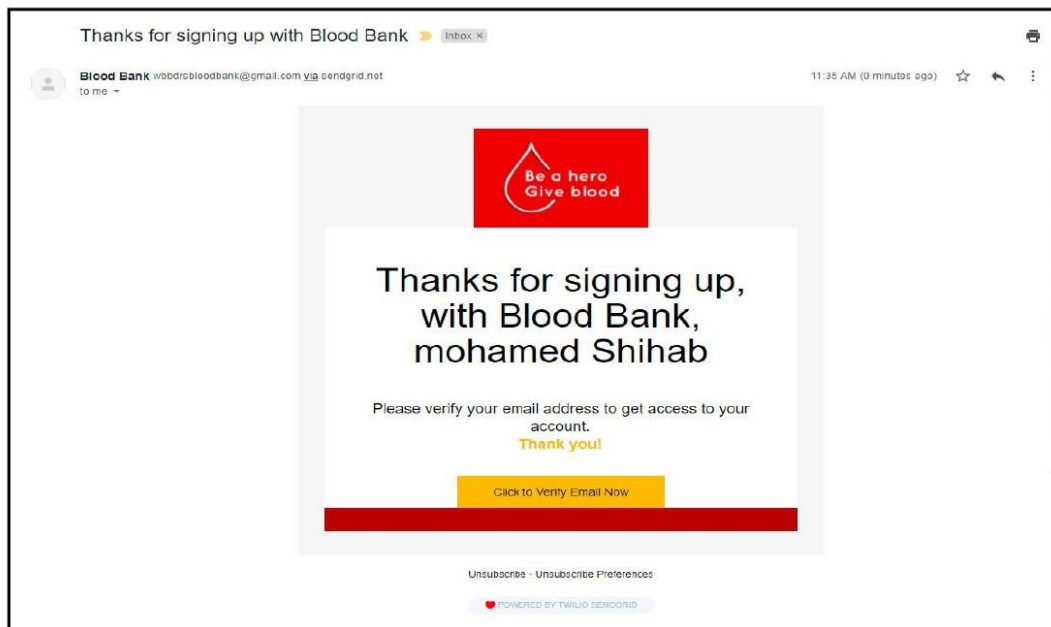 Thanks for signing up with Blood Bank Inbox ×
Blood Bank wbbdrsbloodbank@gmail.com via sendgrid.net
11:35 AM (0 minutes ago)
to me
Be a hero
Give blood
Thanks for signing up,
with Blood Bank,
mohamed Shihab
Please verify your email address to get access to your
account.
Thank you!
Click to Verify Email Now
Unsubscribe - Unsubscribe Preferences
POWERED BY TWILIO SENDGRID